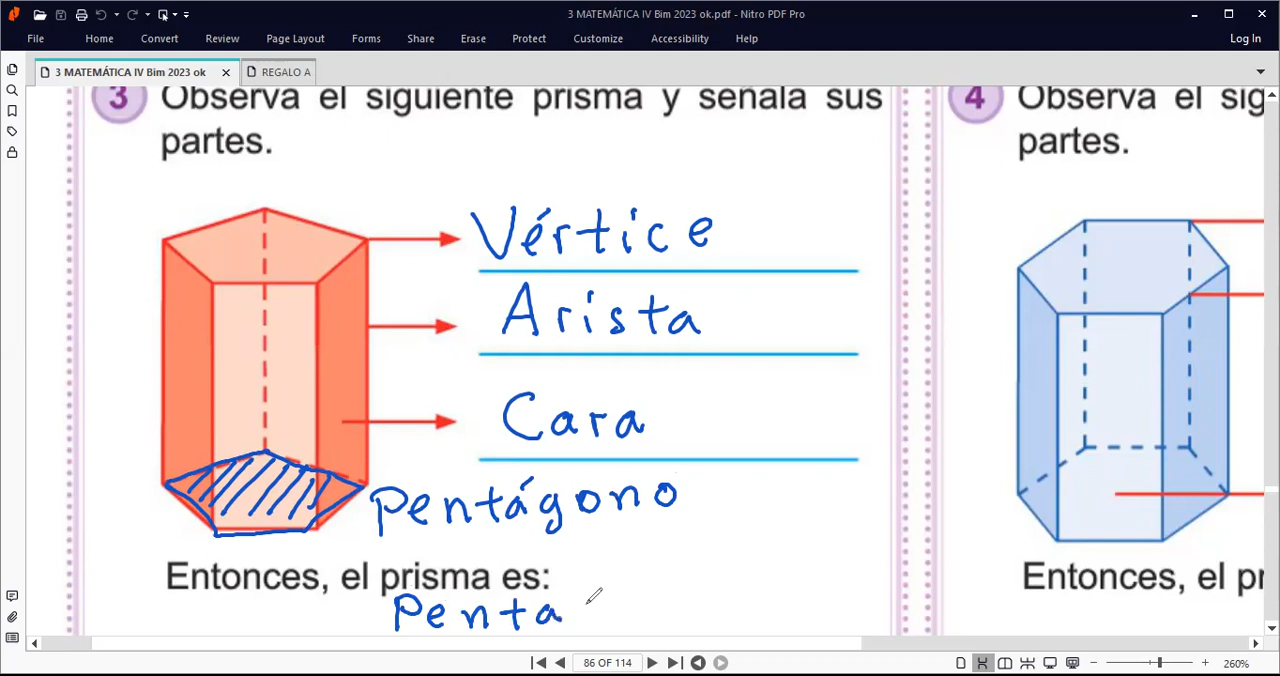 3 MATEMÁTICA IV Bim 2023 ok.pdf - Nitro PDF Pro
File Home Convert Review Page Layout Forms Share Erase Protect Customize Accessibility Help Log In
3 MATEMÁTICA IV Bim 2023 ok x REGALO A
3 Observa el siguiente prisma y señala sus
partes.
Vértice
Arista
Cara
Pentágono
Entonces, el prisma es:
Penta
4 Observa el sig
partes.
Entonces, el pr
86 OF 114
260%